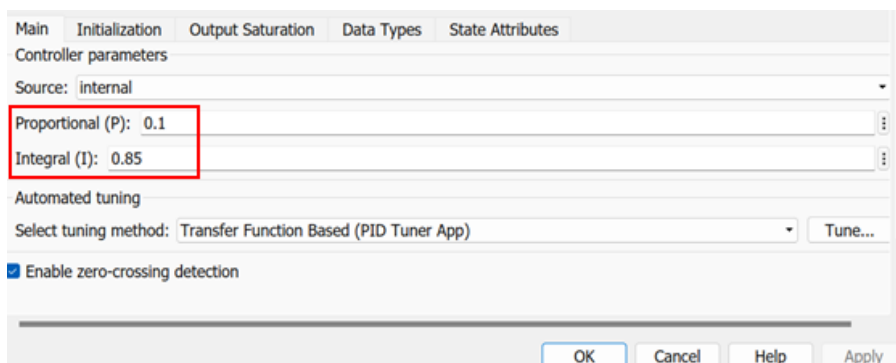 Main Initialization Output Saturation Data Types State Attributes
Controller parameters
Source: internal
Proportional (P): 0.1
Integral (I): 0.85
Automated tuning
Select tuning method: Transfer Function Based (PID Tuner App) Tune...
Enable zero-crossing detection
OK Cancel Help Apply